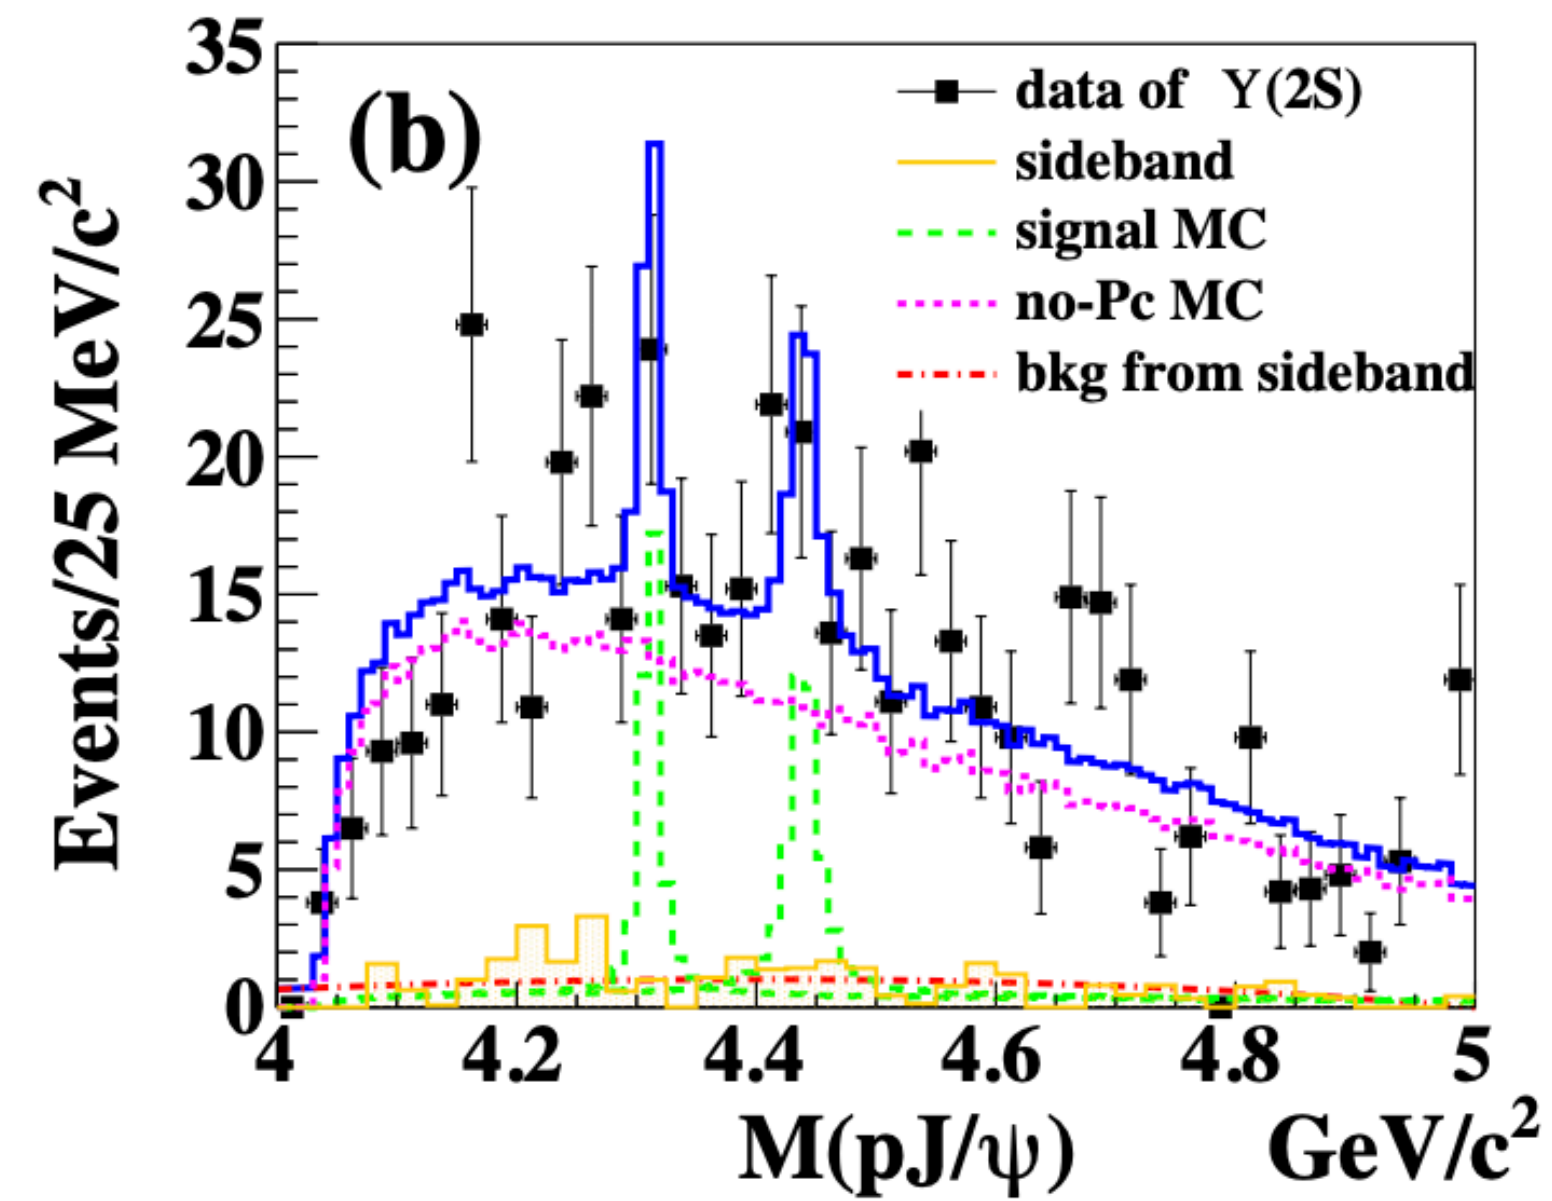 35
30
25
20
15
10
5
0
Events/25 MeV/c²
(b)
data of Υ(2S)
sideband
signal MC
no-Pc MC
bkg from sideband
4 4.2 4.4 4.6 4.8 5
M(pJ/ψ) GeV/c²